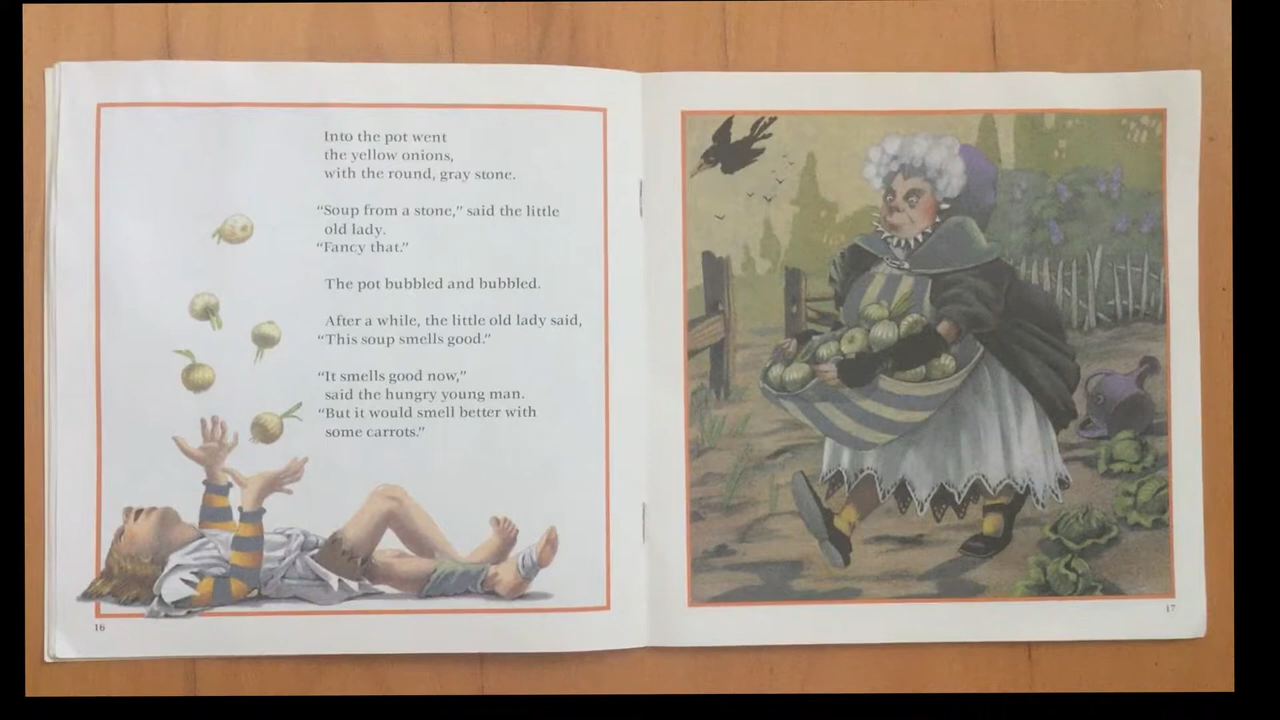 Into the pot went
the yellow onions,
with the round, gray stone.
“Soup from a stone,” said the little
old lady.
“Fancy that.”
The pot bubbled and bubbled.
After a while, the little old lady said,
“This soup smells good.”
“It smells good now,”
said the hungry young man.
“But it would smell better with
some carrots.”
16
17